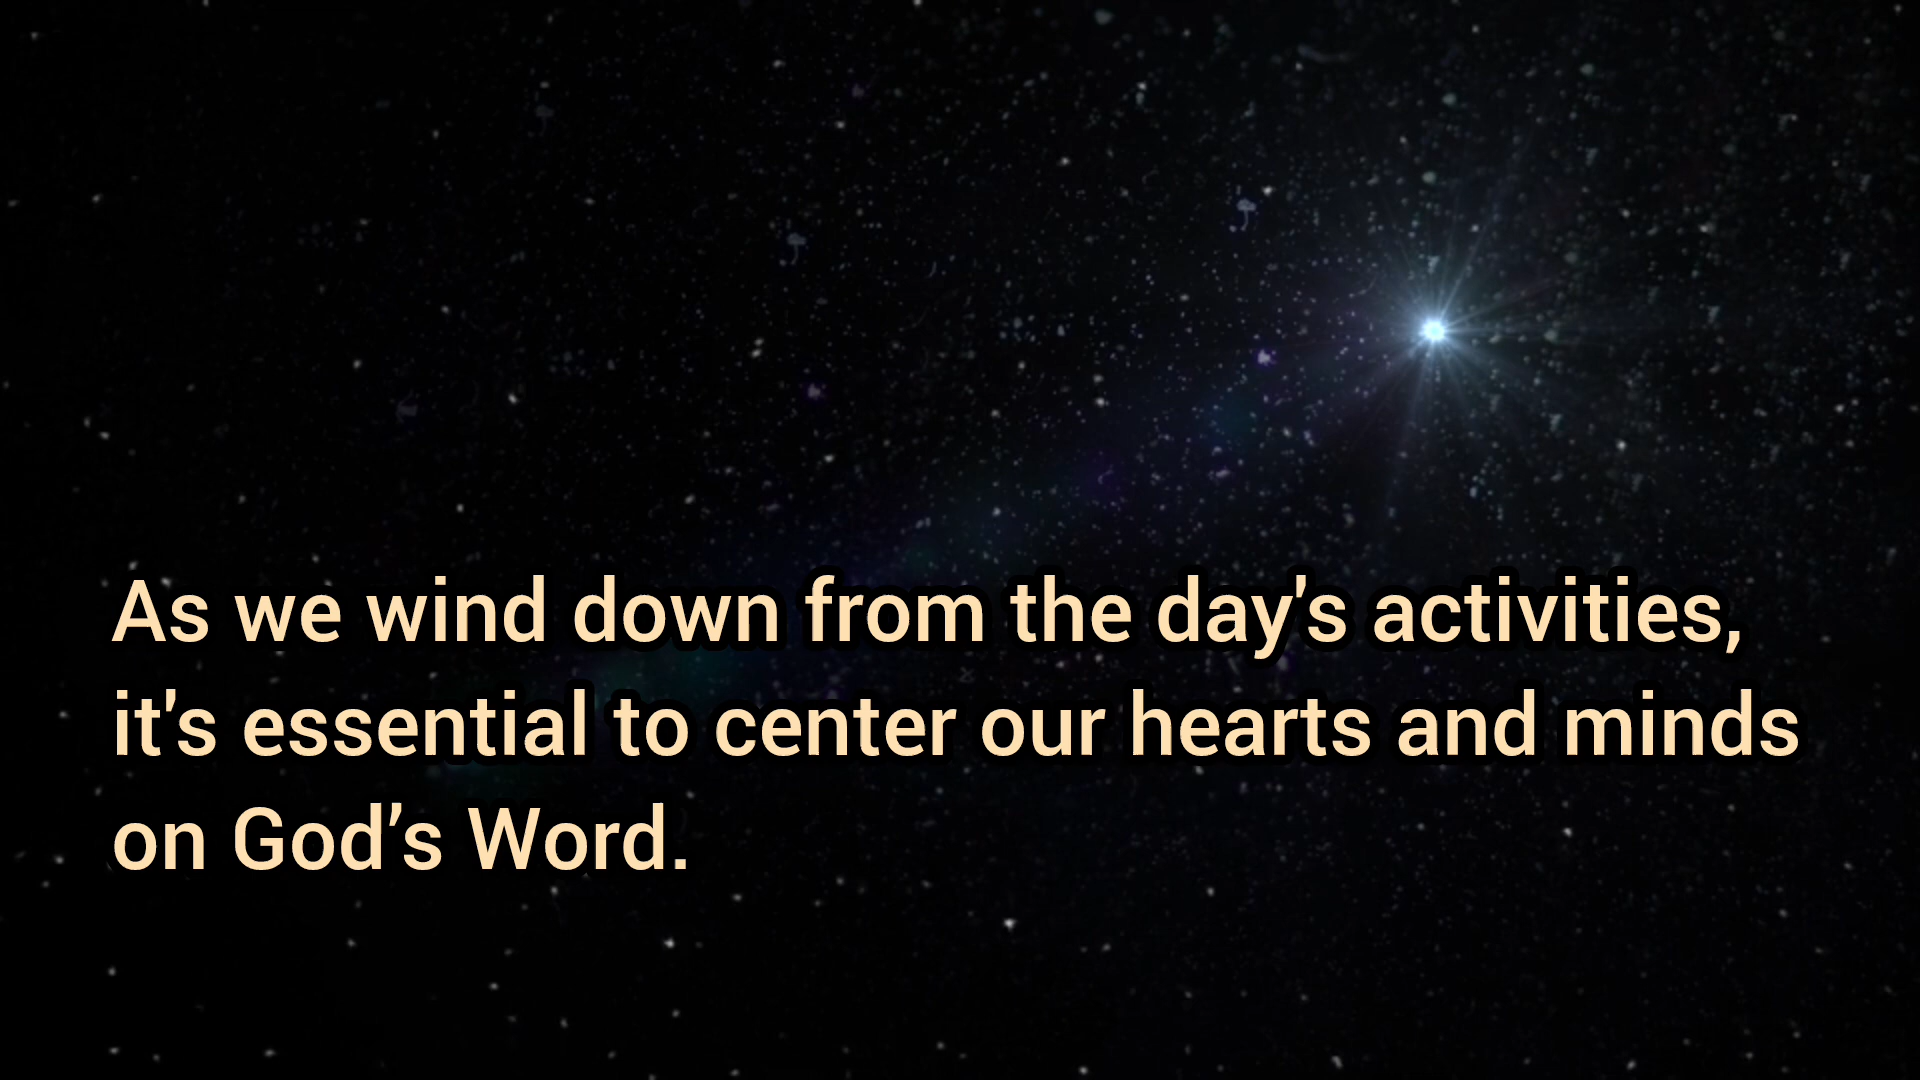 As we wind down from the day's activities,
it's essential to center our hearts and minds
on God’s Word.